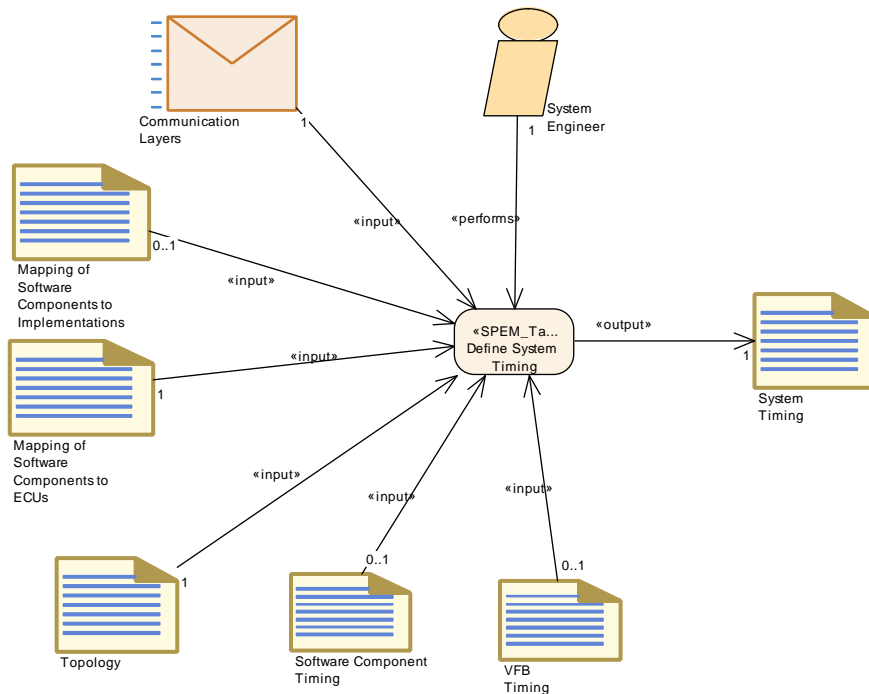 1
Communication
Layers
1
System
Engineer
«input»
«performs»
0..1
Mapping of
Software
Components to
Implementations
«input»
«SPEM_Ta...
Define System
Timing
«output»
1
System
Timing
«input»
1
Mapping of
Software
Components to
ECUs
«input»
«input»
«input»
1
Topology
0..1
Software Component
Timing
0..1
VFB
Timing